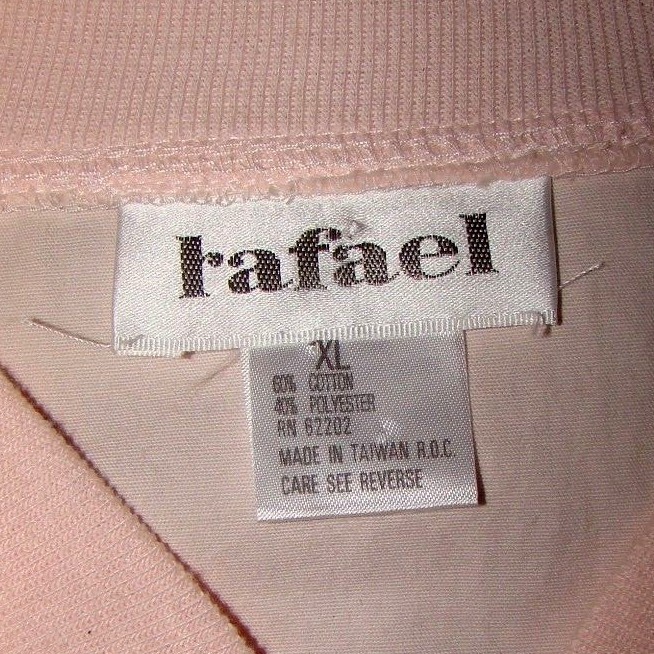 rafael
XL
60% COTTON
40% POLYESTER
RN 62202
MADE IN TAIWAN R.O.C.
CARE SEE REVERSE